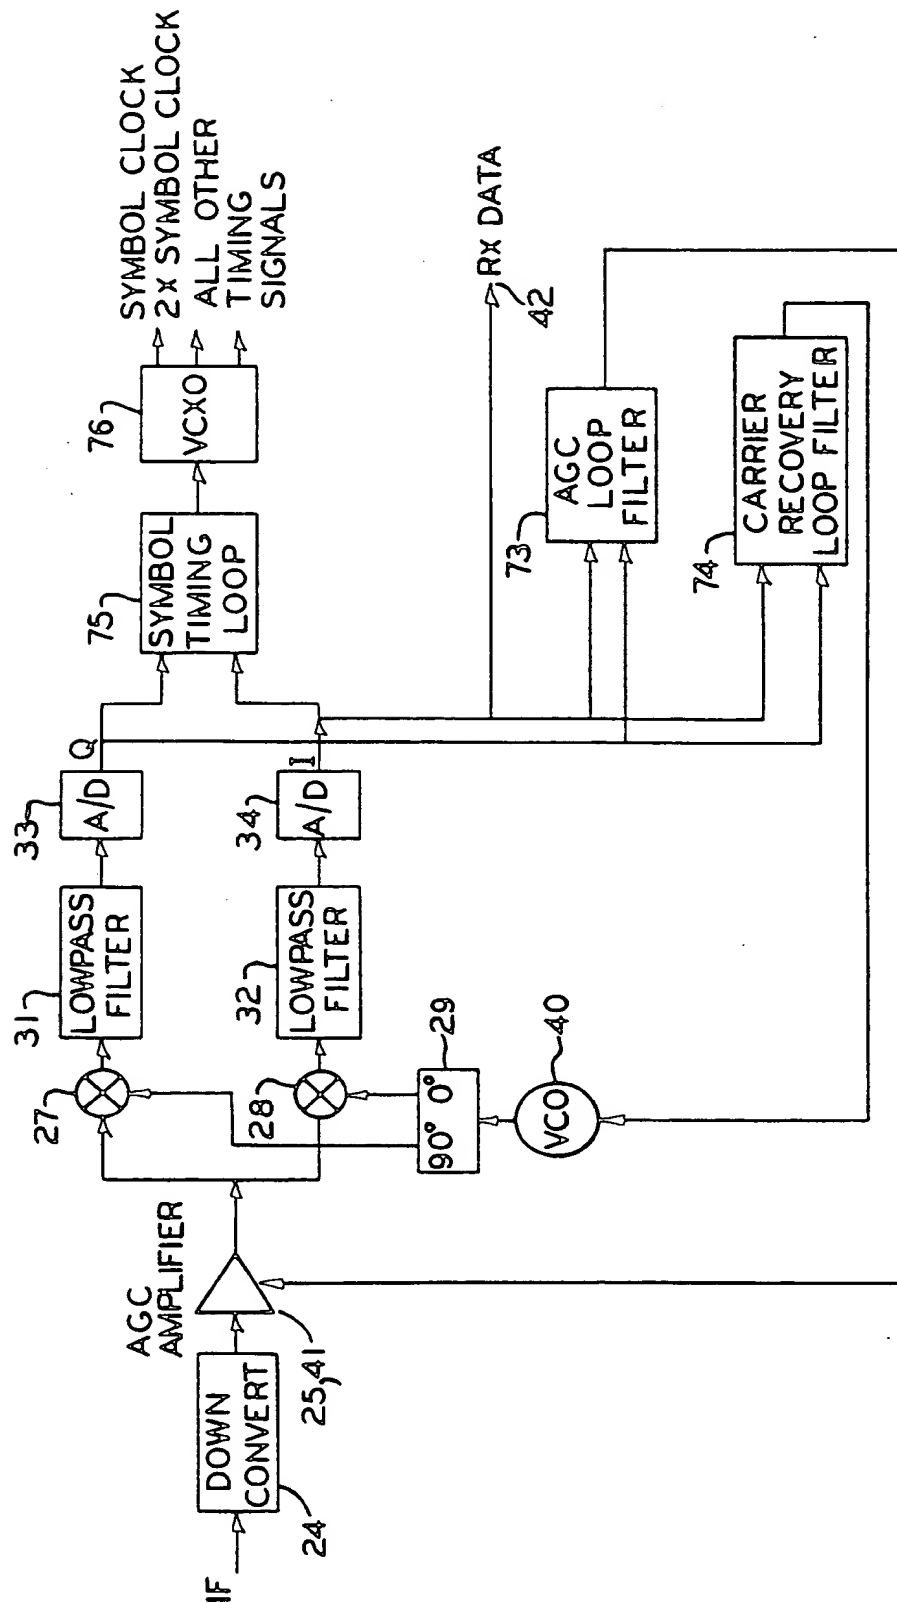 IF
DOWN
CONVERT
24
AGC
AMPLIFIER
25,41
27
28
90° 0°
29
VCO
40
31
LOWPASS
FILTER
32
LOWPASS
FILTER
33
A/D
Q
34
A/D
I
75
SYMBOL
TIMING
LOOP
76
VCXO
SYMBOL CLOCK
2X SYMBOL CLOCK
ALL OTHER
TIMING
SIGNALS
RX DATA
42
73
AGC
LOOP
FILTER
74
CARRIER
RECOVERY
LOOP FILTER